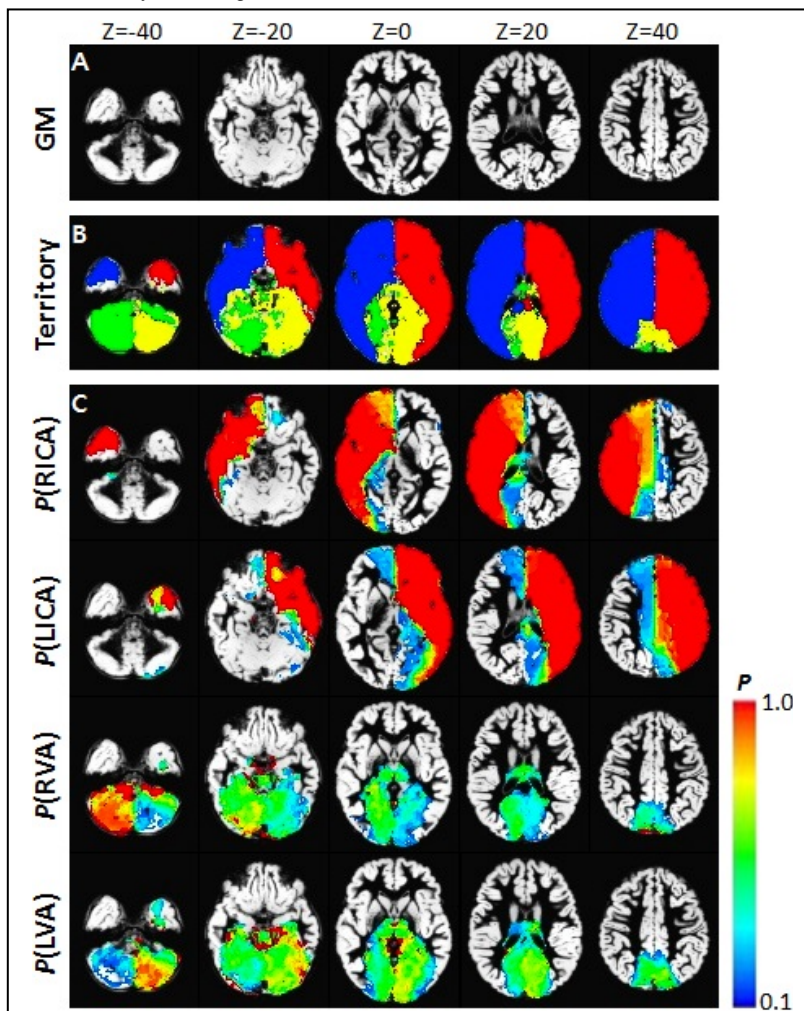 Z=-40 Z=-20 Z=0 Z=20 Z=40
A
GM
B
Territory
C
P(RICA)
P(LICA)
P(RVA)
P
1.0
P(LVA)
0.1